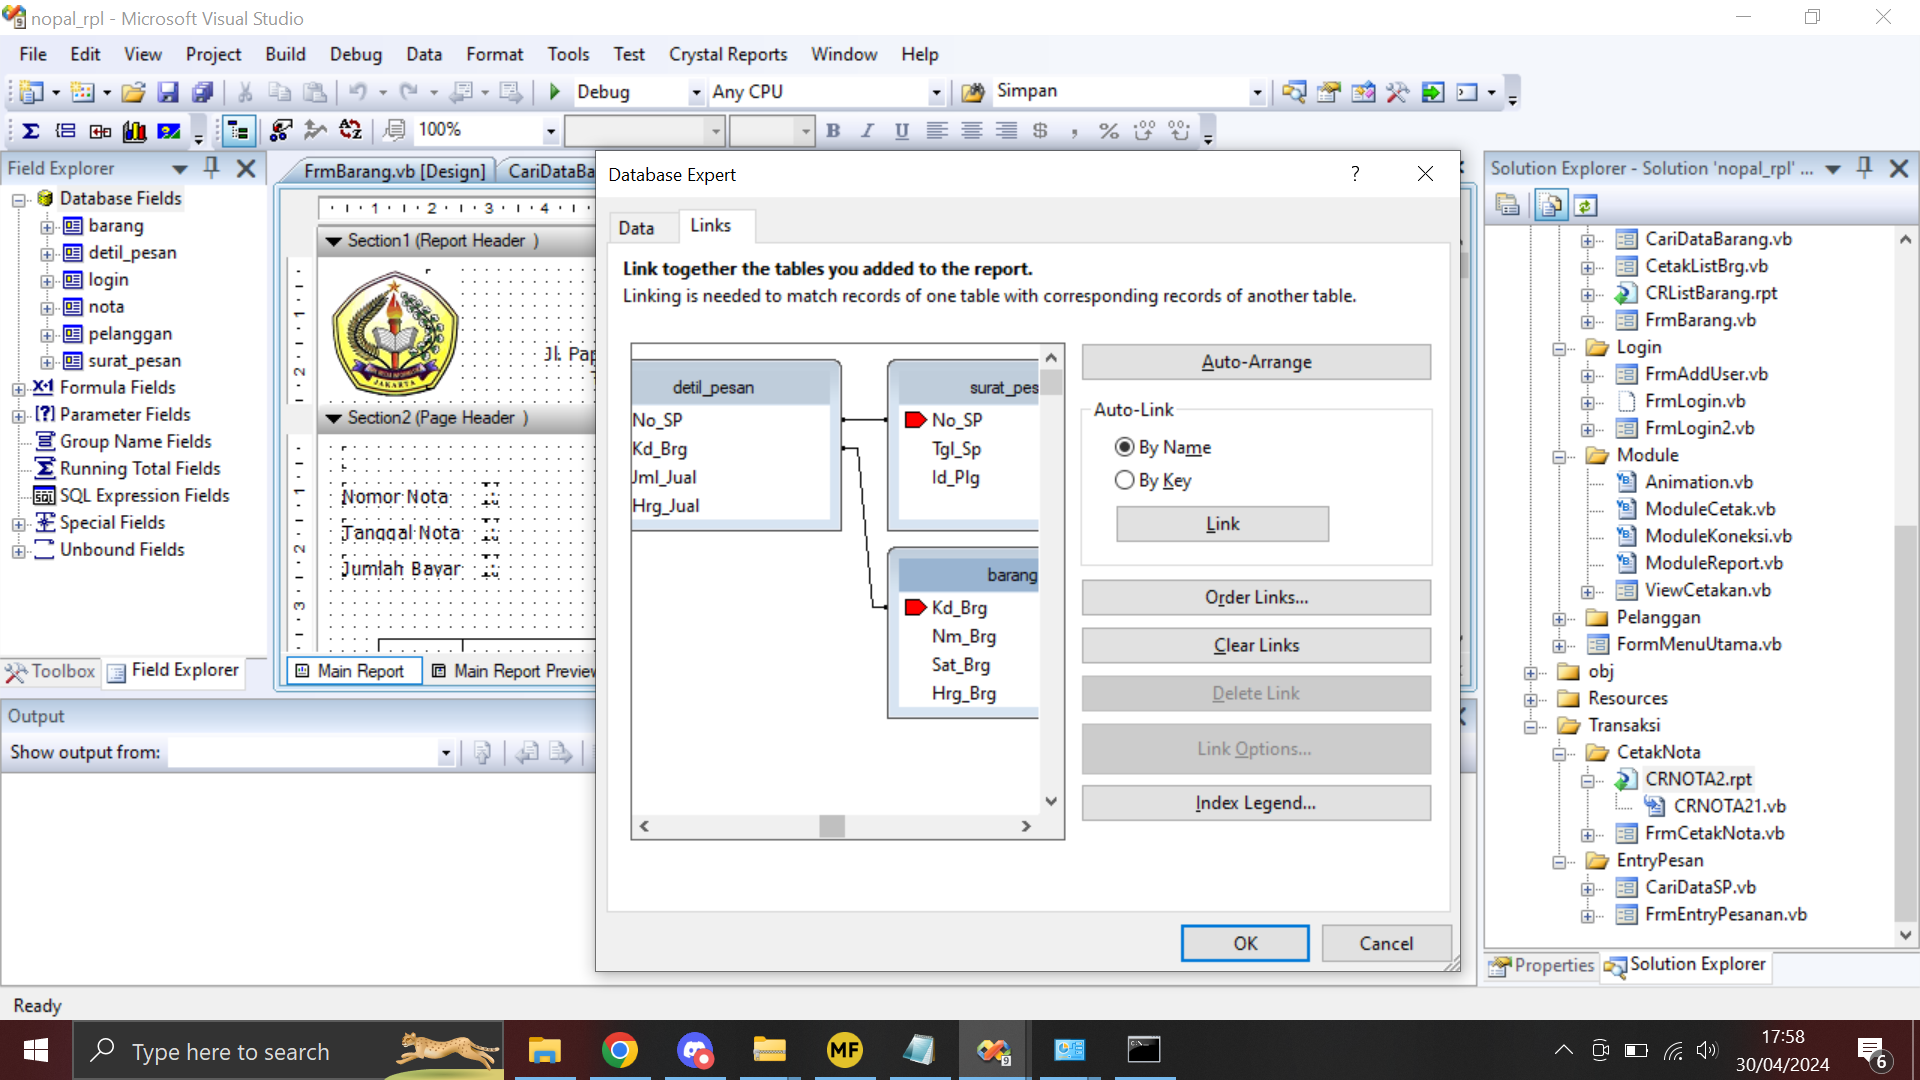 nopal_rpl - Microsoft Visual Studio
File Edit View Project Build Debug Data Format Tools Test Crystal Reports Window Help
Debug Any CPU Simpan
100% B I U $ , %
Field Explorer
Database Fields
barang
detil_pesan
login
nota
pelanggan
surat_pesan
Formula Fields
Parameter Fields
Group Name Fields
Running Total Fields
SQL Expression Fields
Special Fields
Unbound Fields
Toolbox Field Explorer
FrmBarang.vb [Design] CariDataBa
1 2 3 4
Section1 (Report Header )
Jl. Pap
JAKARTA
Section2 (Page Header )
Nomor Nota :
Tanggal Nota :
Jumlah Bayar :
Main Report Main Report Preview
Output
Show output from:
Ready
Database Expert
Data Links
Link together the tables you added to the report.
Linking is needed to match records of one table with corresponding records of another table.
detil_pesan
No_SP
Kd_Brg
Jml_Jual
Hrg_Jual
surat_pes
No_SP
Tgl_Sp
Id_Plg
barang
Kd_Brg
Nm_Brg
Sat_Brg
Hrg_Brg
Auto-Arrange
Auto-Link
By Name
By Key
Link
Order Links...
Clear Links
Delete Link
Link Options...
Index Legend...
OK Cancel
Solution Explorer - Solution 'nopal_rpl' ...
CariDataBarang.vb
CetakListBrg.vb
CRListBarang.rpt
FrmBarang.vb
Login
FrmAddUser.vb
FrmLogin.vb
FrmLogin2.vb
Module
Animation.vb
ModuleCetak.vb
ModuleKoneksi.vb
ModuleReport.vb
ViewCetakan.vb
Pelanggan
FormMenuUtama.vb
obj
Resources
Transaksi
CetakNota
CRNOTA2.rpt
CRNOTA21.vb
FrmCetakNota.vb
EntryPesan
CariDataSP.vb
FrmEntryPesanan.vb
Properties Solution Explorer
Type here to search
MF
9
17:58
30/04/2024
6